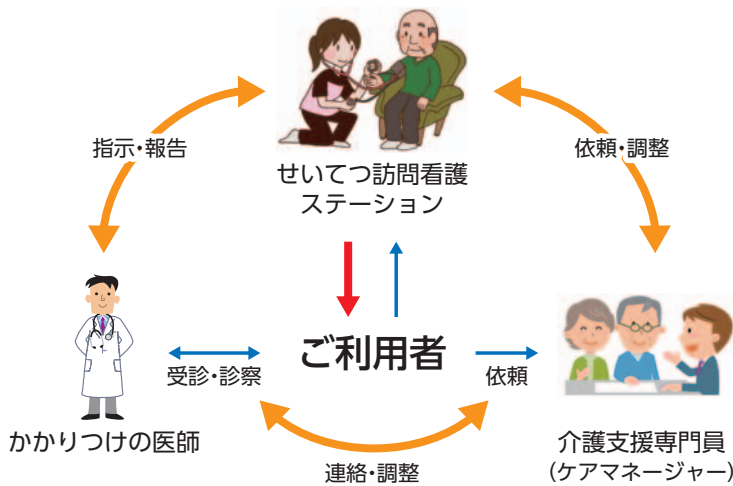 指示・報告
依頼・調整
せいてつ訪問看護
ステーション
ご利用者
受診・診察
依頼
かかりつけの医師
介護支援専門員
（ケアマネージャー）
連絡・調整